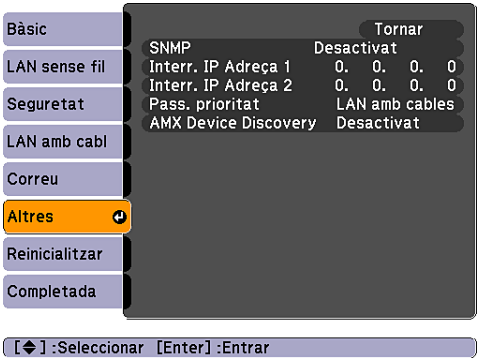 Bàsic
LAN sense fil
Seguretat
LAN amb cabl
Correu
Altres
Reinicialitzar
Completada
Tornar
SNMP Desactivat
Interr. IP Adreça 1 0. 0. 0. 0
Interr. IP Adreça 2 0. 0. 0. 0
Pass. prioritat LAN amb cables
AMX Device Discovery Desactivat
[◆] :Seleccionar [Enter] :Entrar